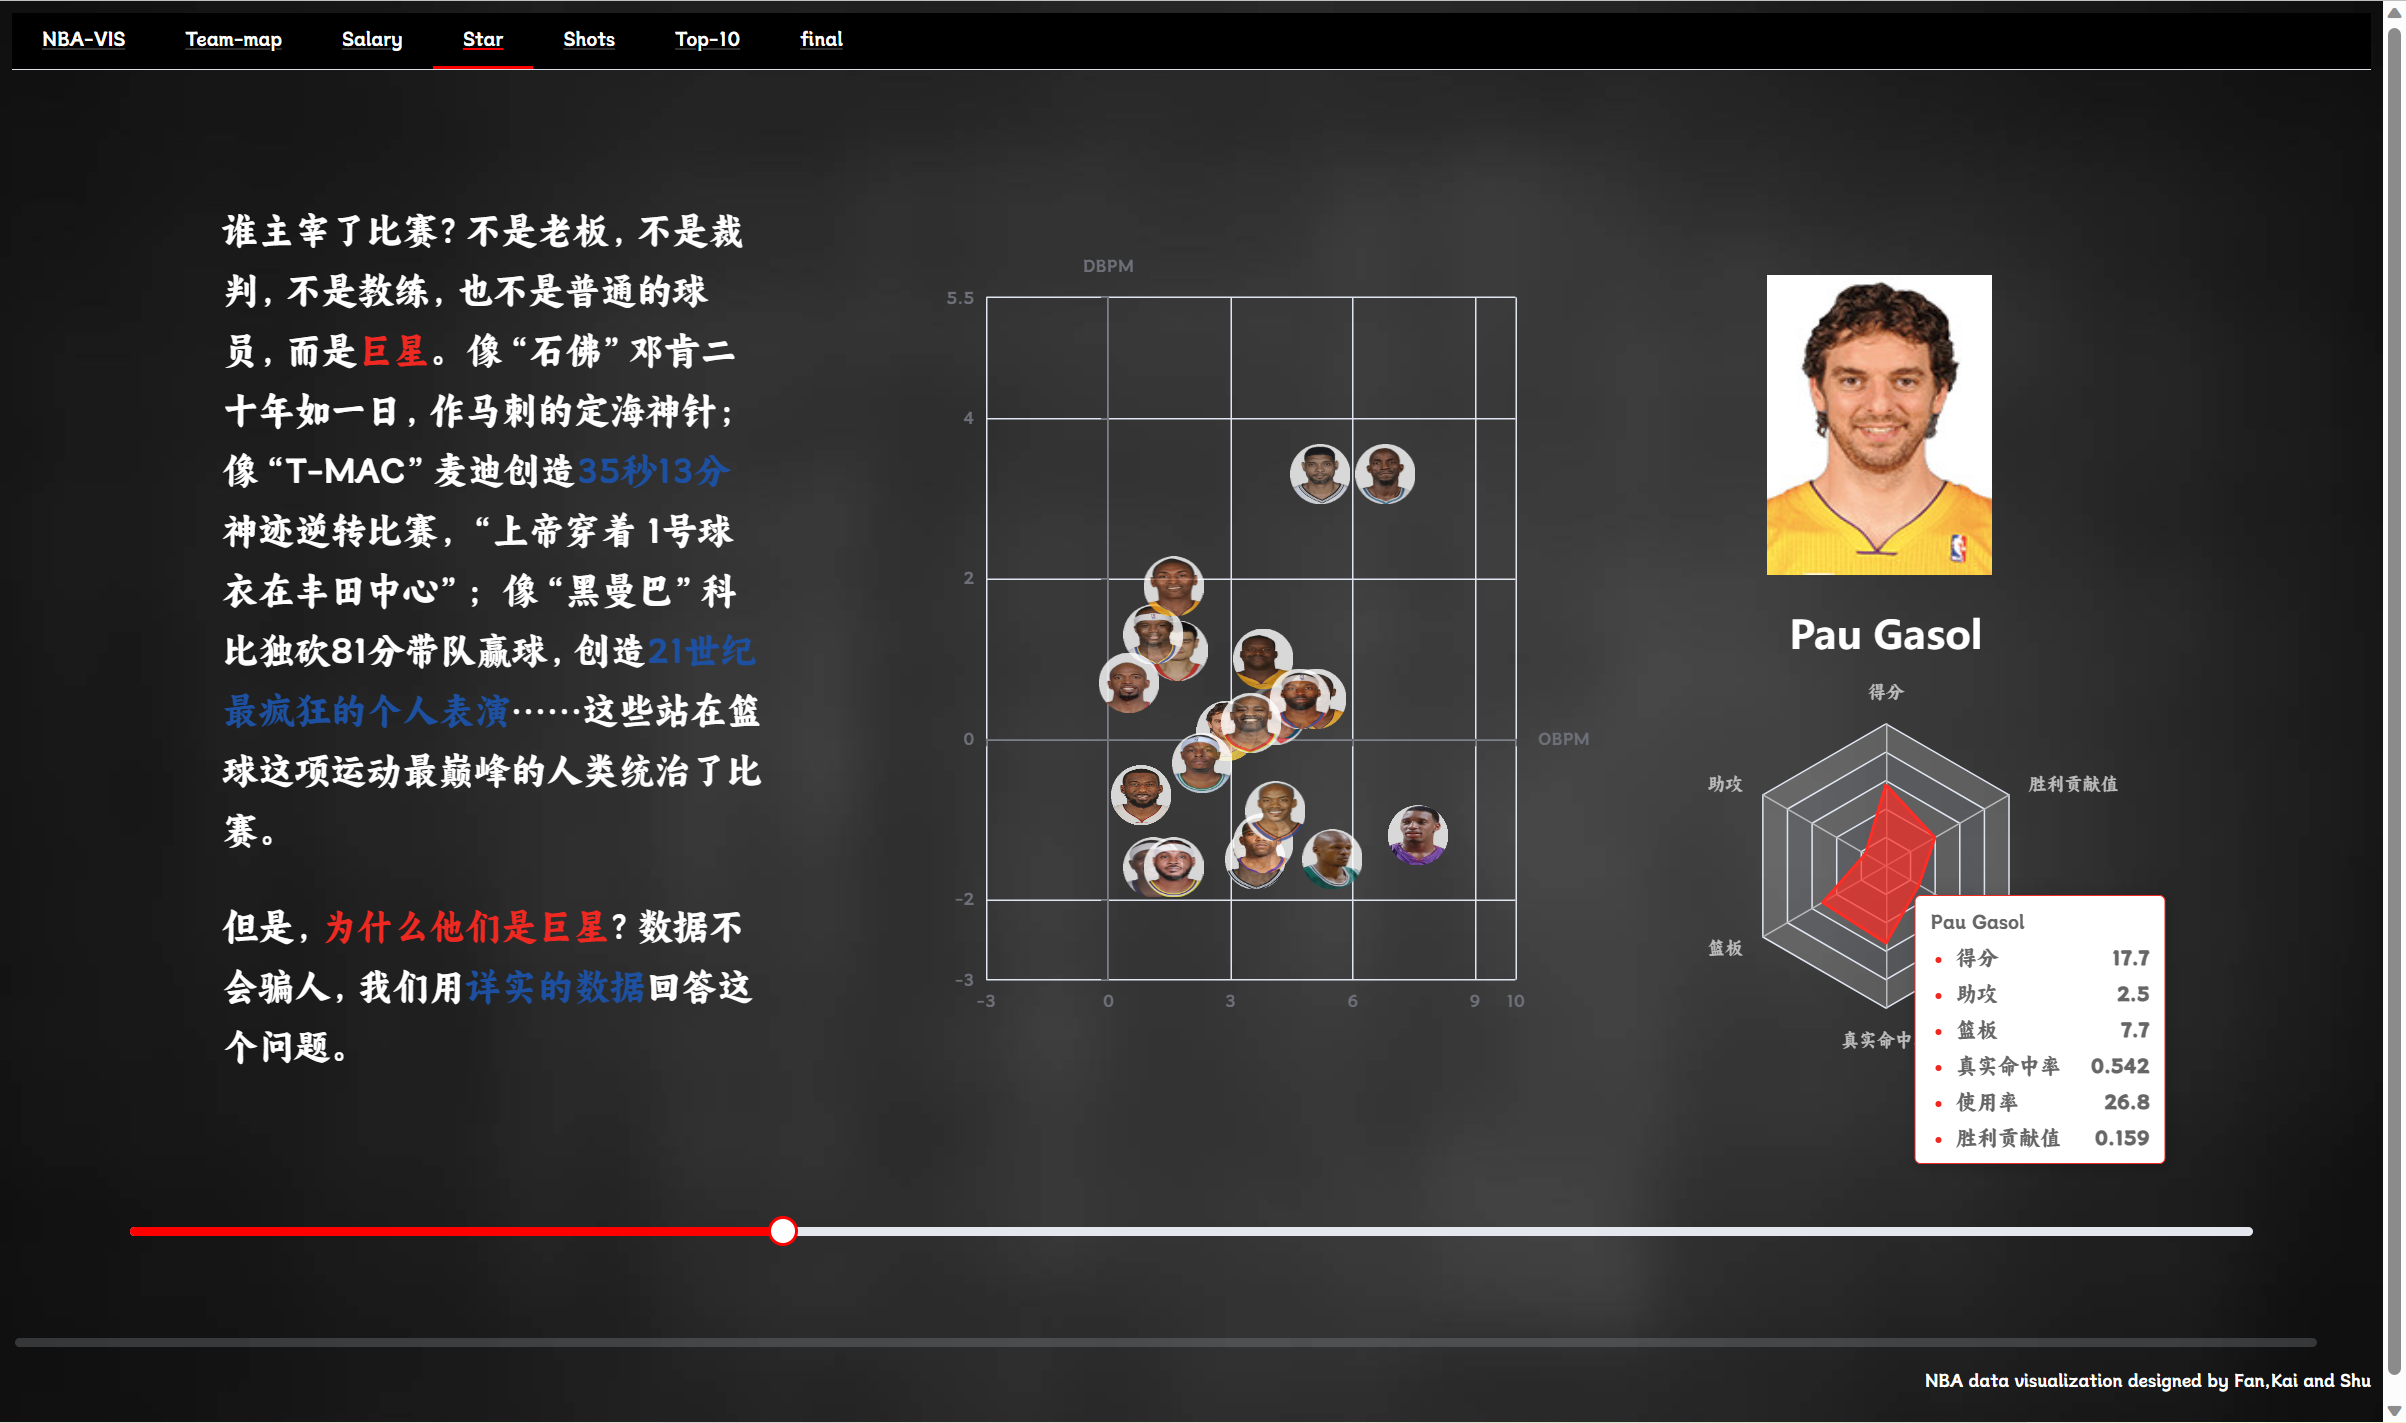 NBA-VIS Team-map Salary Star Shots Top-10 final
谁主宰了比赛？不是老板，不是裁
判，不是教练，也不是普通的球
员，而是巨星。像“石佛”邓肯二
十年如一日，作马刺的定海神针；
像“T-MAC”麦迪创造35秒13分
神迹逆转比赛，“上帝穿着 1号球
衣在丰田中心”；像“黑曼巴”科
比独砍81分带队赢球，创造21世纪
最疯狂的个人表演……这些站在篮
球这项运动最巅峰的人类统治了比
赛。
但是，为什么他们是巨星？数据不
会骗人，我们用详实的数据回答这
个问题。
DBPM
5.5
4
2
0
-2
-3
-3 0 3 6 9 10
OBPM
Pau Gasol
得分
助攻
胜利贡献值
篮板
真实命中
Pau Gasol
得分 17.7
助攻 2.5
篮板 7.7
真实命中率 0.542
使用率 26.8
胜利贡献值 0.159
NBA data visualization designed by Fan,Kai and Shu